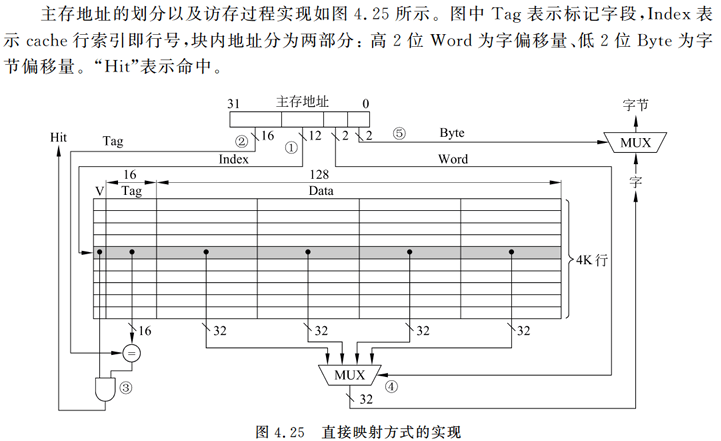 主存地址的划分以及访存过程实现如图 4.25 所示。图中 Tag 表示标记字段,Index 表
示 cache 行索引即行号,块内地址分为两部分:高 2 位 Word 为字偏移量、低 2 位 Byte 为字
节偏移量。“Hit”表示命中。
31 主存地址 0
字节
Hit
Tag
② 16
① 12
2
2
⑤
Byte
MUX
Index
Word
16
128
字
V
Tag
Data
4K 行
16
32
32
32
32
=
③
MUX
④
32
图 4.25 直接映射方式的实现